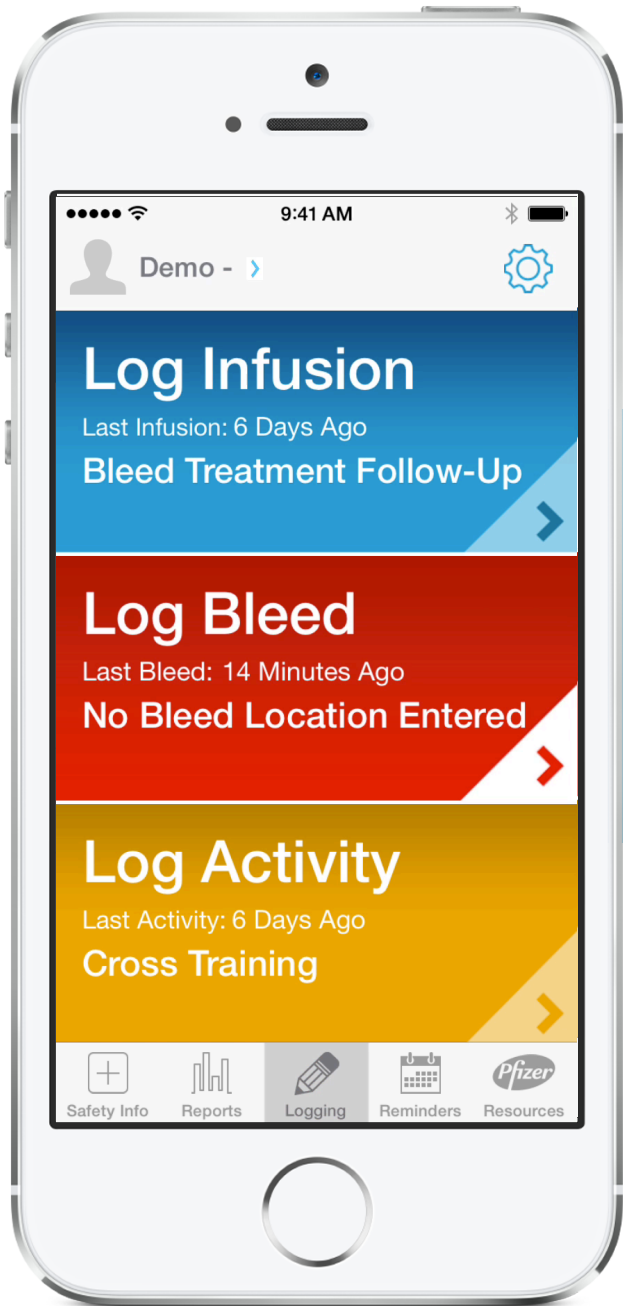 9:41 AM
Demo -
Log Infusion
Last Infusion: 6 Days Ago
Bleed Treatment Follow-Up
Log Bleed
Last Bleed: 14 Minutes Ago
No Bleed Location Entered
Log Activity
Last Activity: 6 Days Ago
Cross Training
Safety Info
Reports
Logging
Reminders
Pfizer
Resources